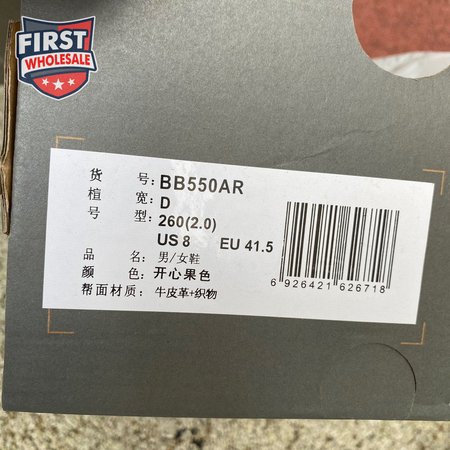 FIRST
WHOLESALE
货 号: BB550AR
楦 宽: D
号 型: 260(2.0)
US 8 EU 41.5
品 名: 男/女鞋
颜 色: 开心果色
帮面材质: 牛皮革+织物
6 926421 626718